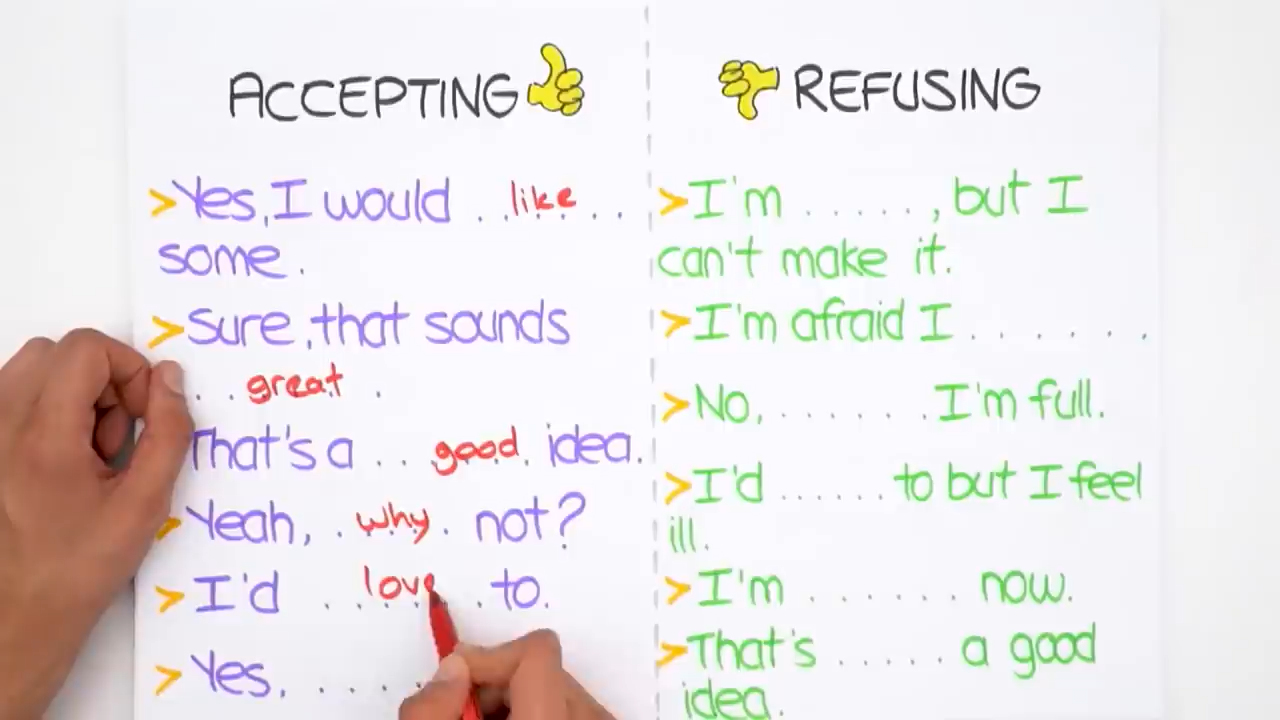 ACCEPTING
Yes, I would ..like....
some.
Sure, that sounds
..great .
That's a ..good. idea.
Yeah, .why. not?
I'd ..love.. to.
Yes, ....
REFUSING
I'm ......, but I
can't make it.
I'm afraid I ......
No, ....... I'm full.
I'd ...... to but I feel
ill.
I'm ...... now.
That's ..... a good
idea.